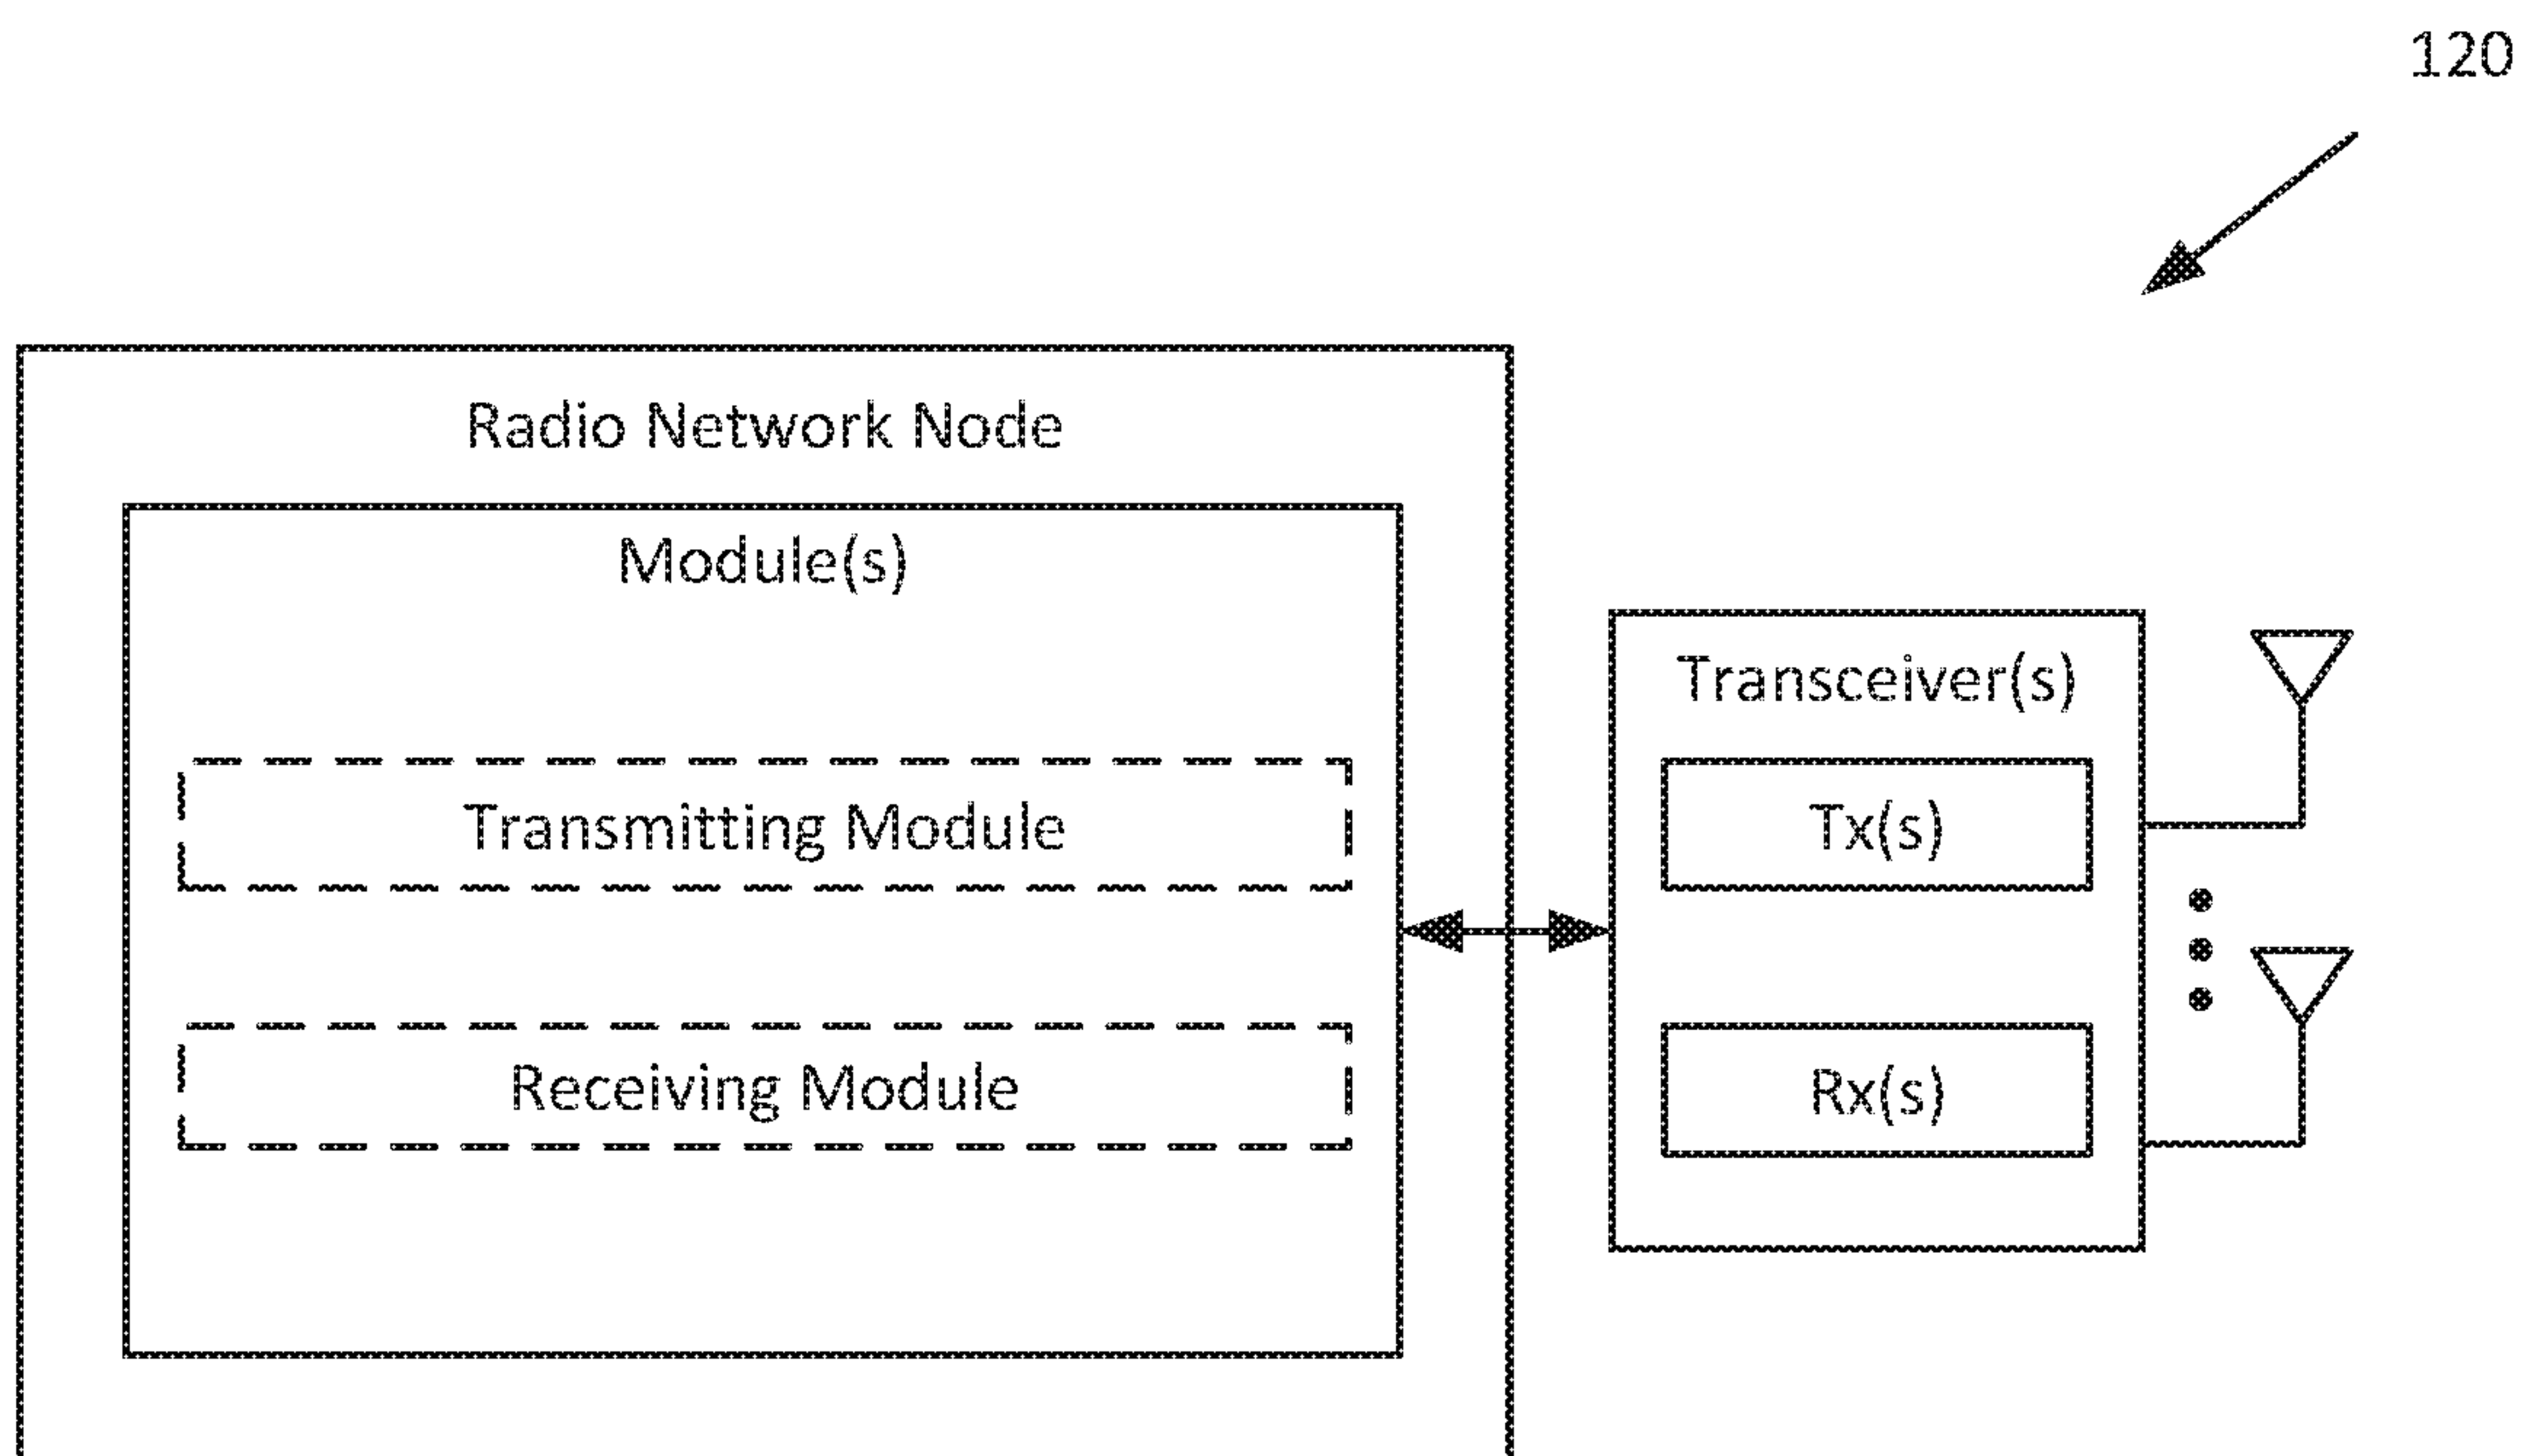 120
Radio Network Node
Module(s)
Transceiver(s)
Transmitting Module
Tx(s)
Receiving Module
Rx(s)